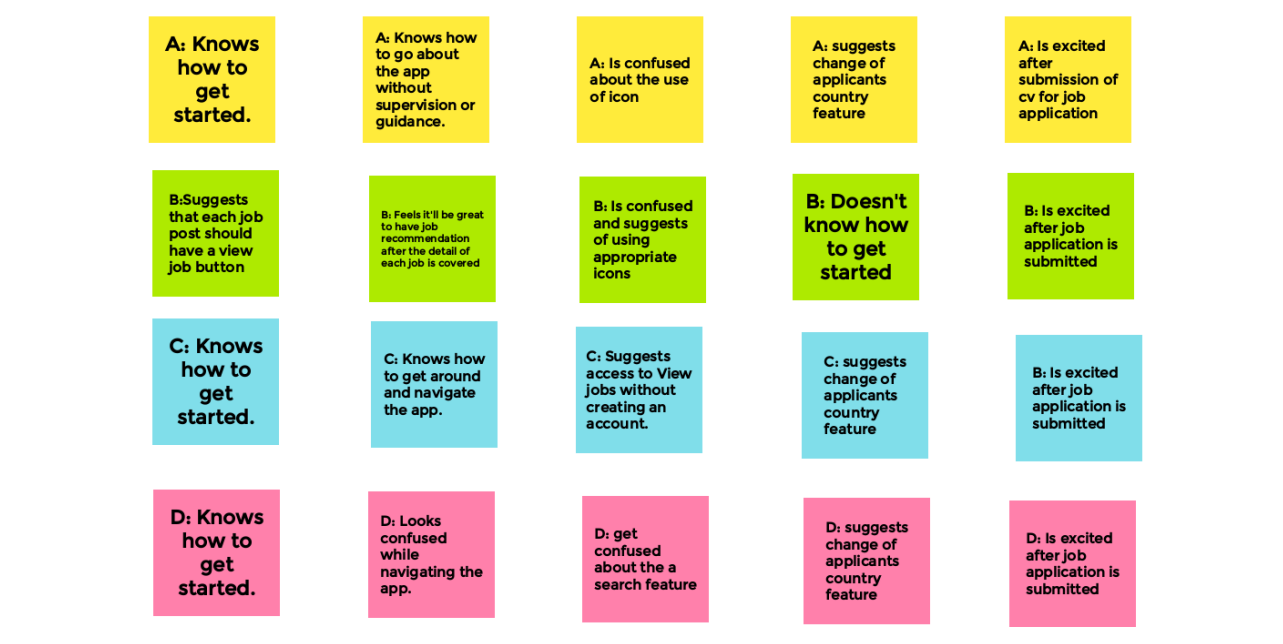 A: Knows
how to
get
started.
A: Knows how
to go about
the app
without
supervision or
guidance.
A: Is confused
about the use
of icon
A: suggests
change of
applicants
country
feature
A: Is excited
after
submission of
cv for job
application
B:Suggests
that each job
post should
have a view
job button
B: Feels it'll be great
to have job
recommendation
after the detail of
each job is covered
B: Is confused
and suggests
of using
appropriate
icons
B: Doesn't
know how
to get
started
B: Is excited
after job
application is
submitted
C: Knows
how to
get
started.
C: Knows how
to get around
and navigate
the app.
C: Suggests
access to View
jobs without
creating an
account.
C: suggests
change of
applicants
country
feature
B: Is excited
after job
application is
submitted
D: Knows
how to
get
started.
D: Looks
confused
while
navigating the
app.
D: get
confused
about the a
search feature
D: suggests
change of
applicants
country
feature
D: Is excited
after job
application is
submitted